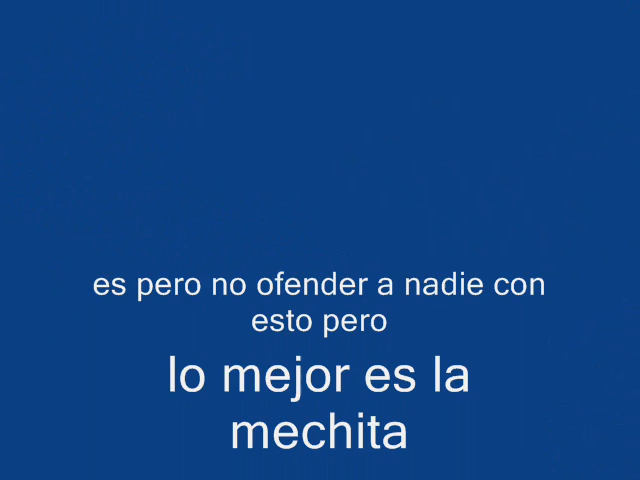 es pero no ofender a nadie con
esto pero
lo mejor es la
mechita